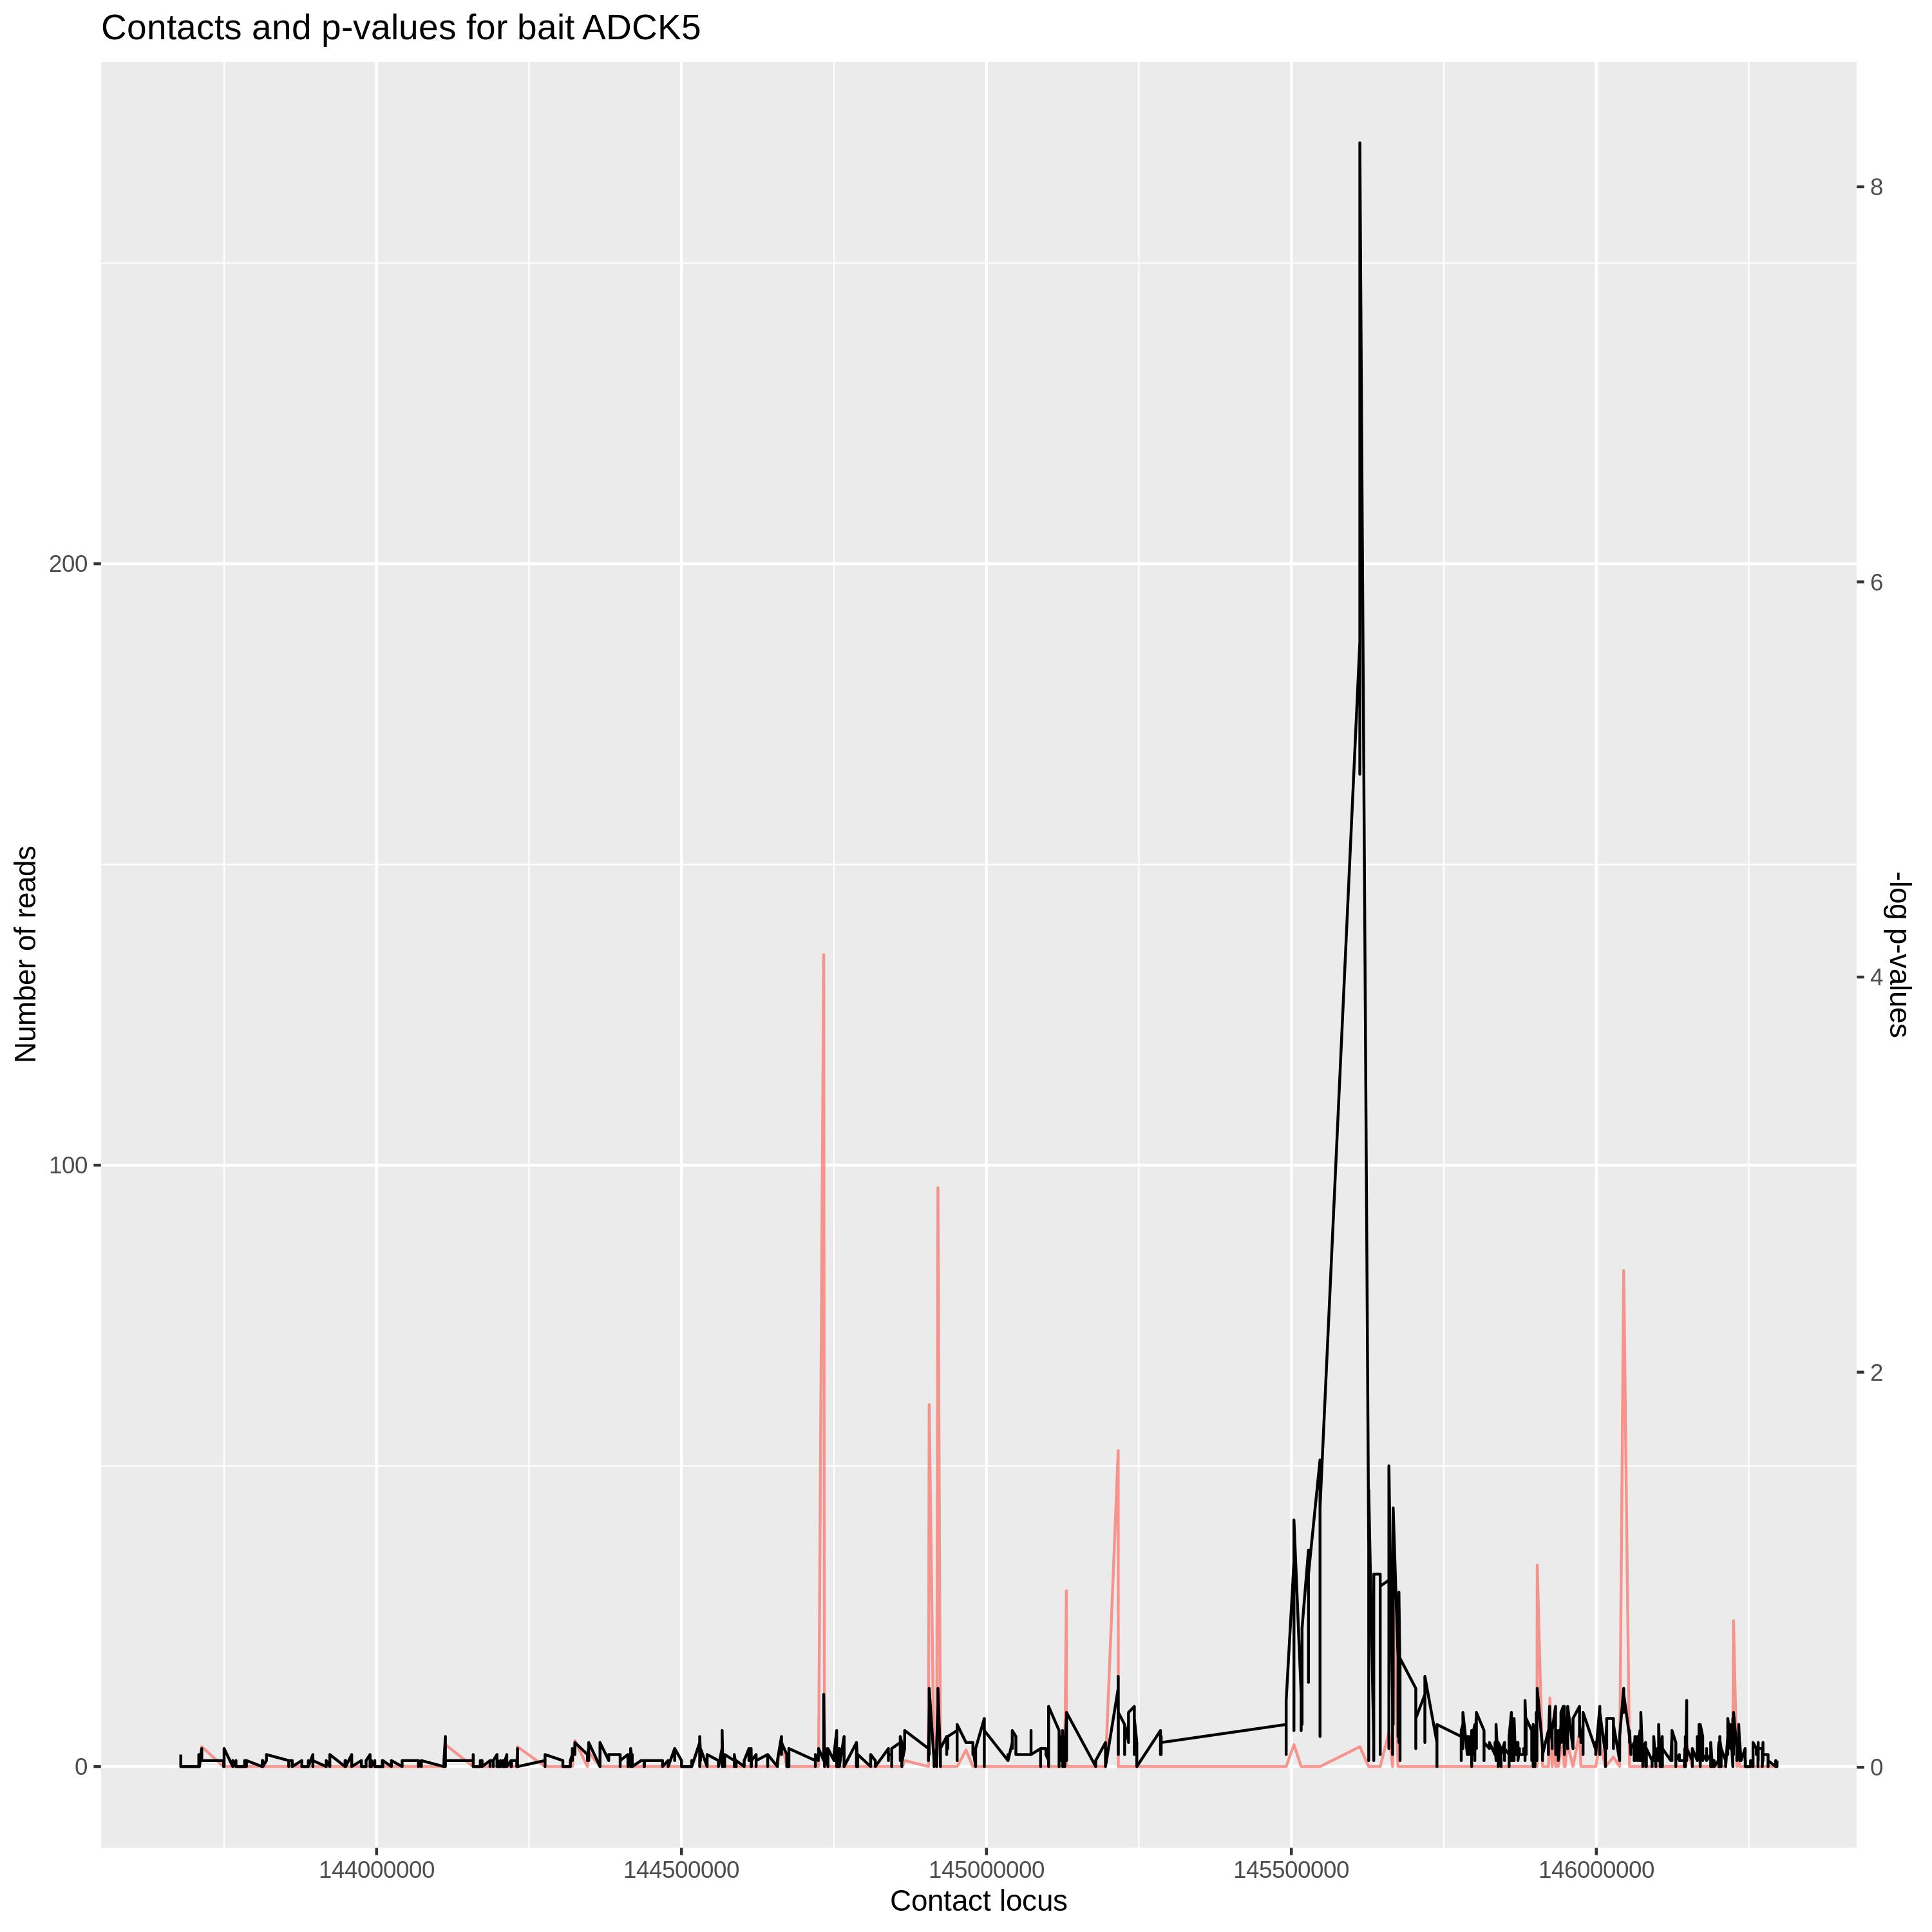 Contacts and p-values for bait ADCK5
Number of reads
200
100
0
8
6
4
2
0
-log p-values
144000000 144500000 145000000 145500000 146000000
Contact locus